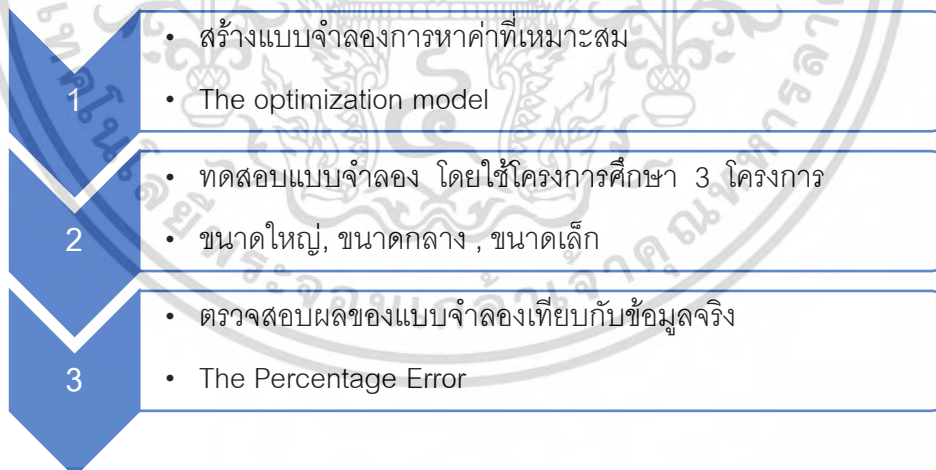 1
• สร้างแบบจำลองการหาค่าที่เหมาะสม
• The optimization model
2
• ทดสอบแบบจำลอง โดยใช้โครงการศึกษา 3 โครงการ
• ขนาดใหญ่, ขนาดกลาง , ขนาดเล็ก
3
• ตรวจสอบผลของแบบจำลองเทียบกับข้อมูลจริง
• The Percentage Error